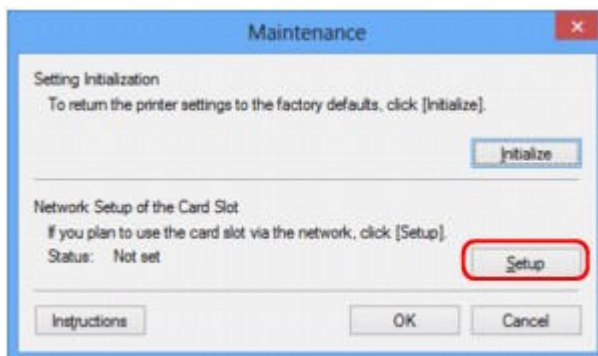 Maintenance
Setting Initialization
To return the printer settings to the factory defaults, click [Initialize].
Initialize
Network Setup of the Card Slot
If you plan to use the card slot via the network, click [Setup].
Status: Not set
Setup
Instructions
OK
Cancel